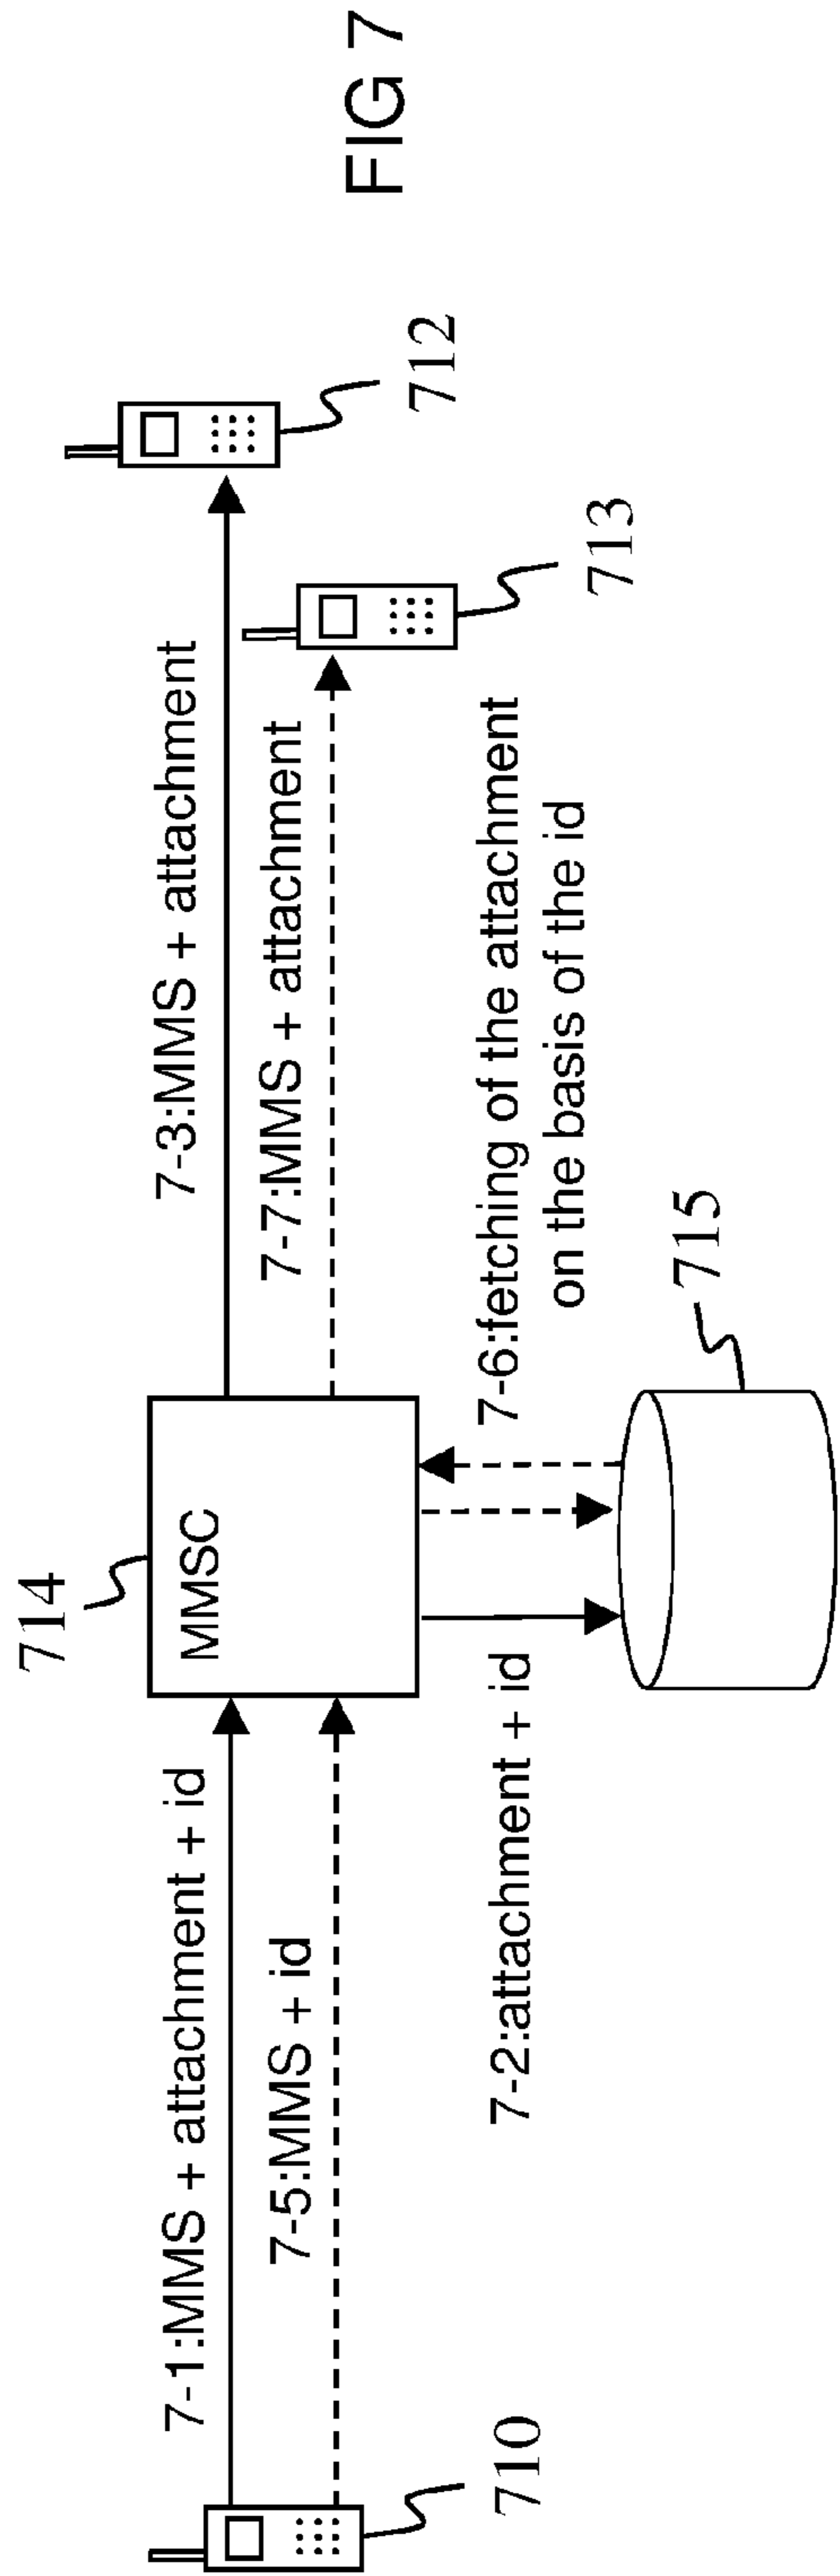 714
7-1:MMS + attachment + id
7-3:MMS + attachment
MMSC
7-5:MMS + id
7-7:MMS + attachment
712
713
710
7-2:attachment + id
7-6:fetching of the attachment
on the basis of the id
715
FIG 7